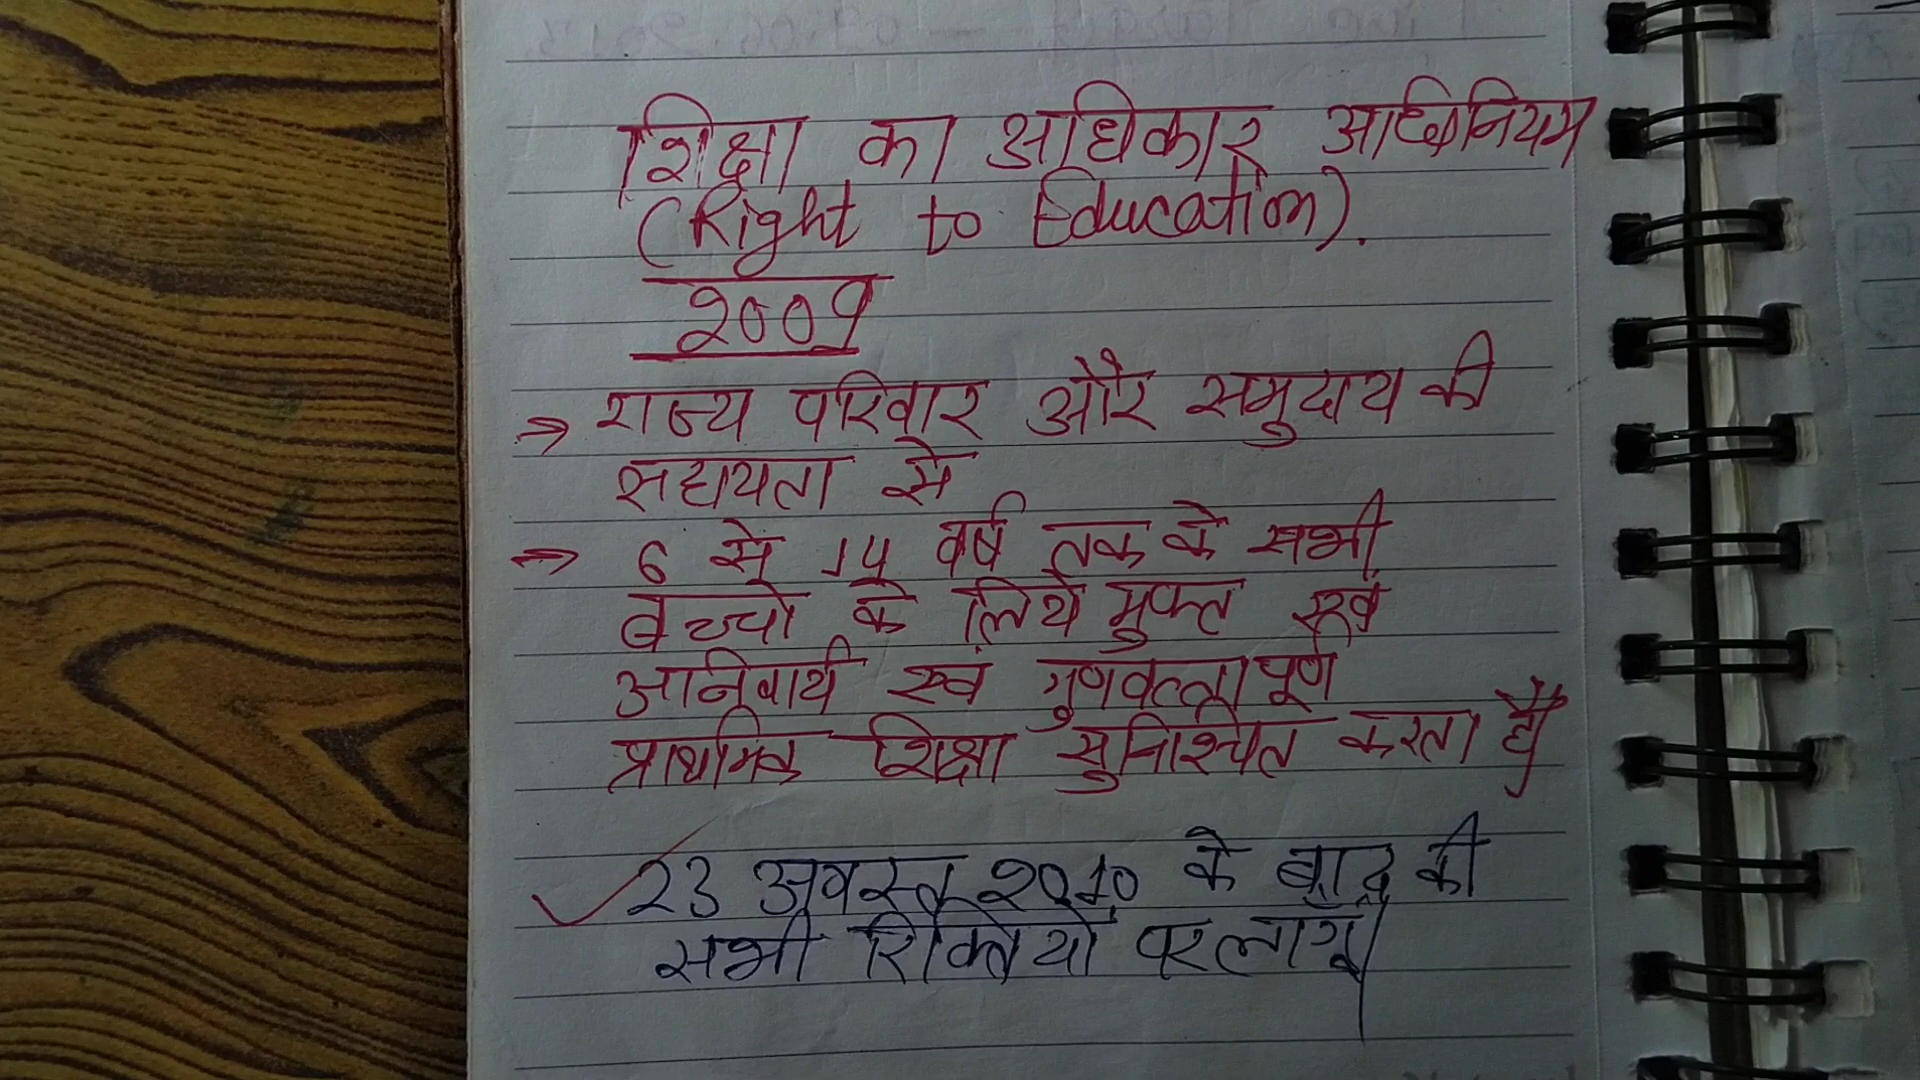 शिक्षा का अधिकार अधिनियम
(Right to Education).
2009
→ राज्य परिवार और समुदाय की
सहायता से
→ 6 से 14 वर्ष तक के सभी
बच्चो के लिये मुक्त एवं
अनिवार्य एवं गुणवत्तापूर्ण
प्राथमिक शिक्षा सुनिश्चित करता है
23 अगस्त 2010 के बाद की
सभी रिक्तियों पर लागू।